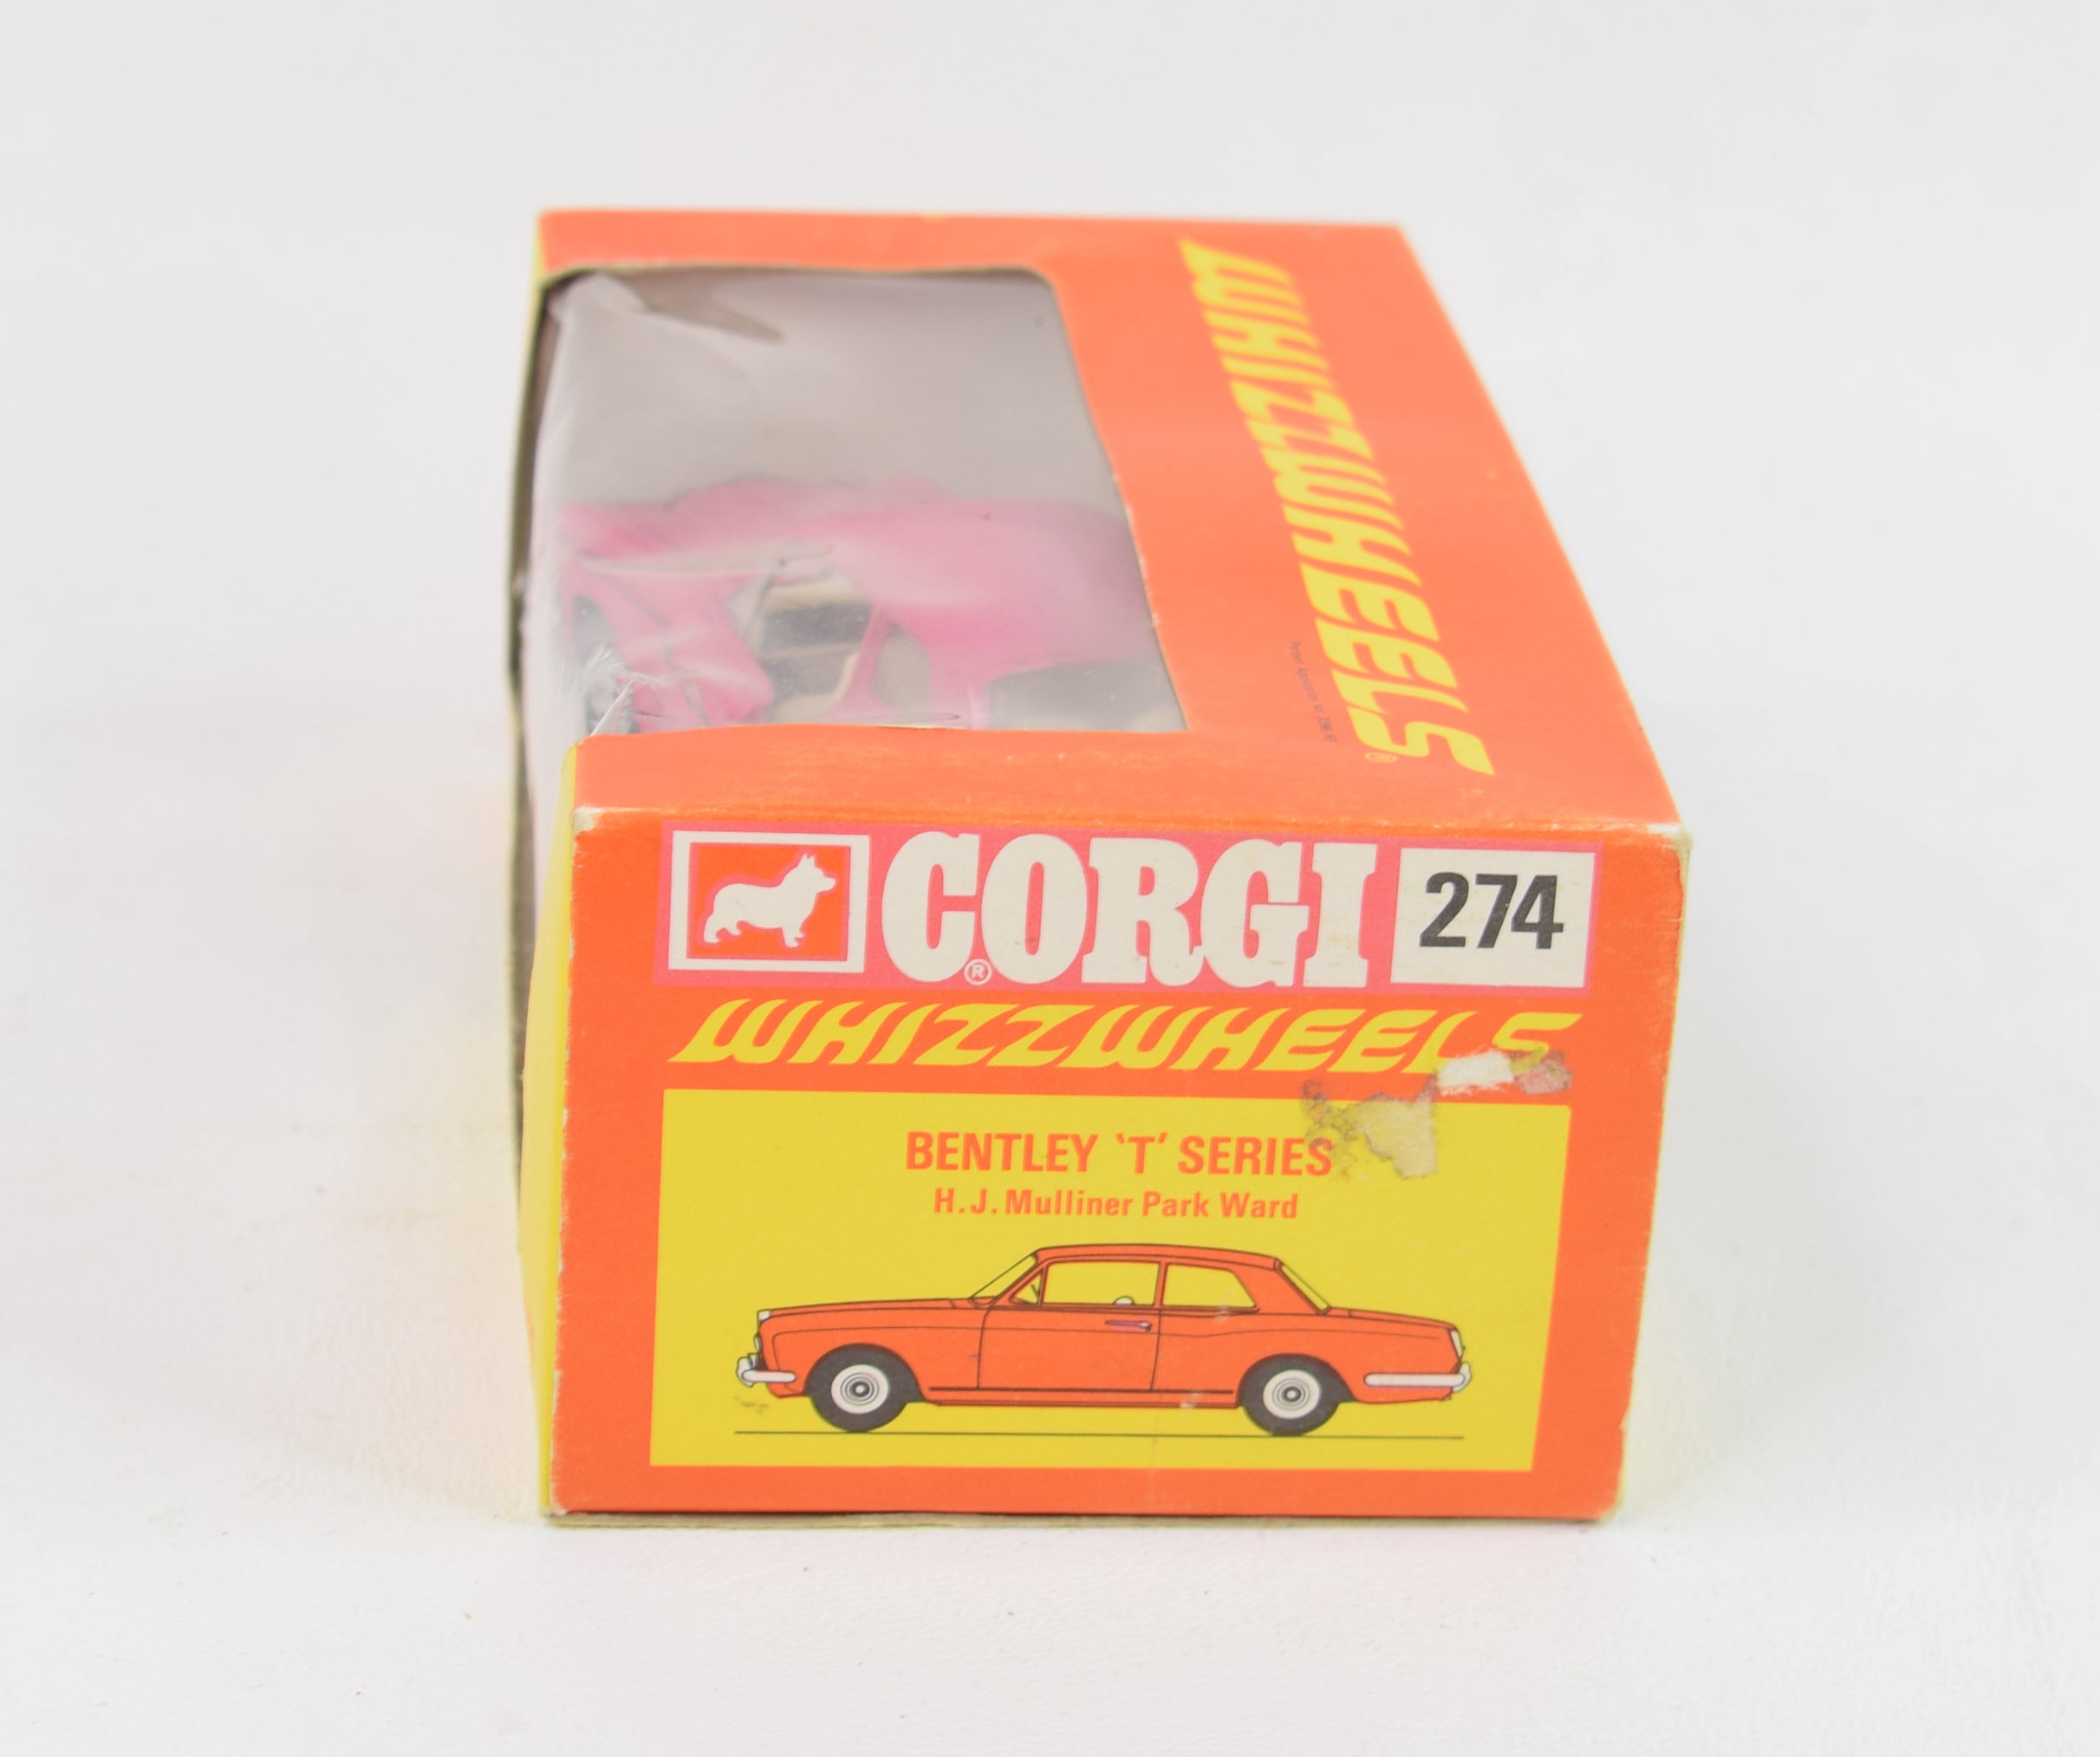 WHIZZWHEELS
CORGI® 274
WHIZZWHEELS
BENTLEY 'T' SERIES
H.J. Mulliner Park Ward